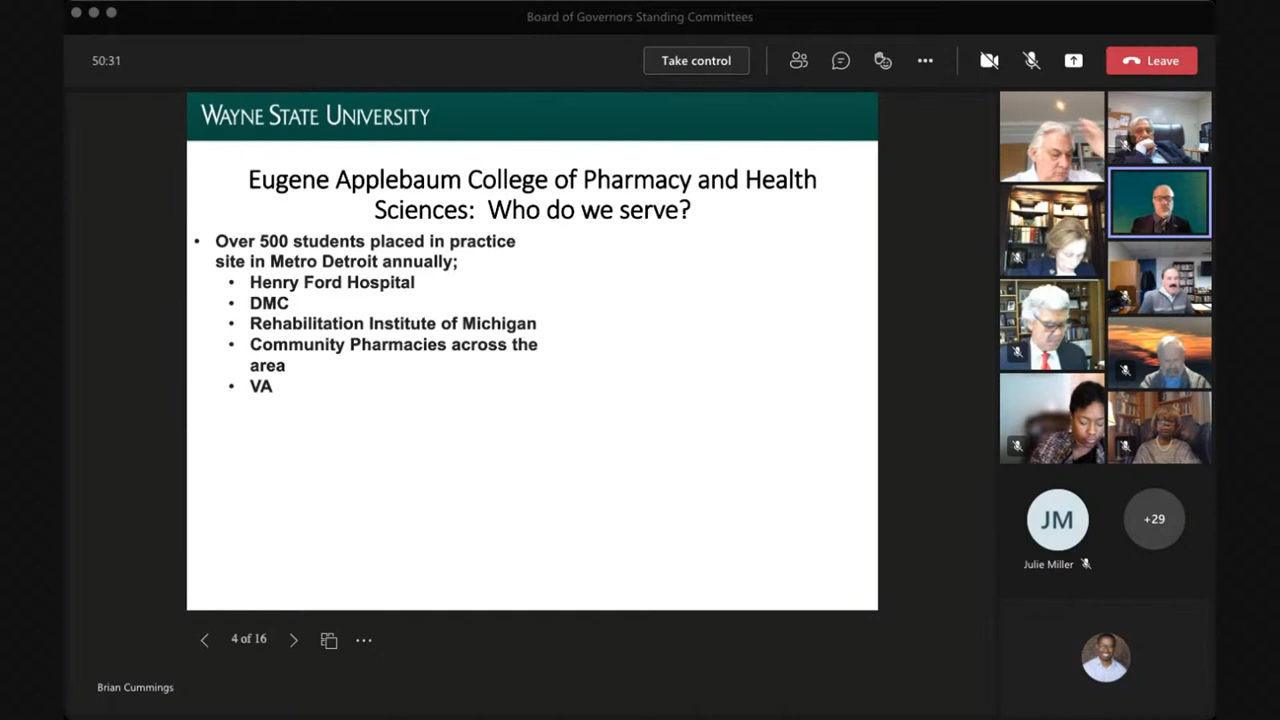 Board of Governors Standing Committees
50:31
Take control
Leave
WAYNE STATE UNIVERSITY
Eugene Applebaum College of Pharmacy and Health
Sciences: Who do we serve?
• Over 500 students placed in practice
site in Metro Detroit annually;
• Henry Ford Hospital
• DMC
• Rehabilitation Institute of Michigan
• Community Pharmacies across the
area
• VA
JM
+29
Julie Miller
4 of 16
Brian Cummings